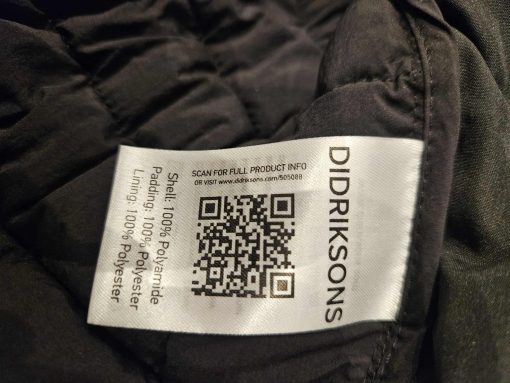 DIDRIKSONS
SCAN FOR FULL PRODUCT INFO
OR VISIT www.didriksons.com/505088
Shell: 100% Polyamide
Padding: 100% Polyester
Lining: 100% Polyester